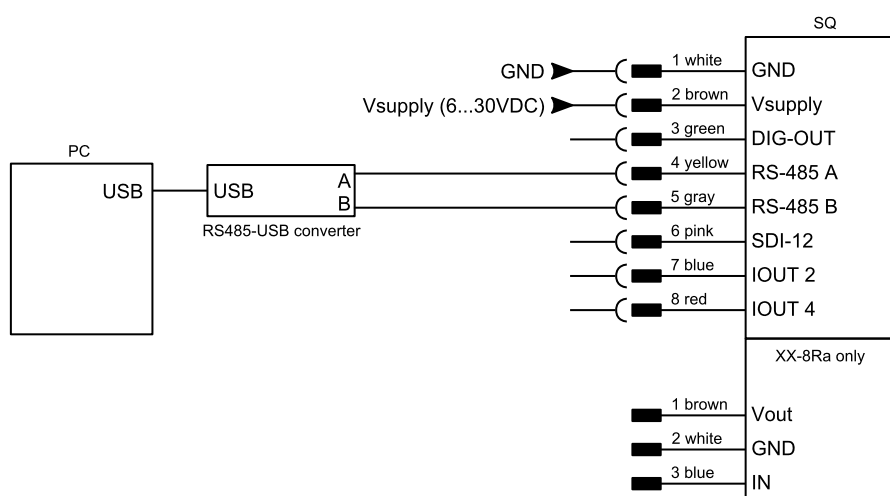 SQ
GND
1 white
GND
Vsupply (6...30VDC)
2 brown
Vsupply
3 green
DIG-OUT
PC
USB
USB
A
B
RS485-USB converter
4 yellow
RS-485 A
5 gray
RS-485 B
6 pink
SDI-12
7 blue
IOUT 2
8 red
IOUT 4
XX-8Ra only
1 brown
Vout
2 white
GND
3 blue
IN